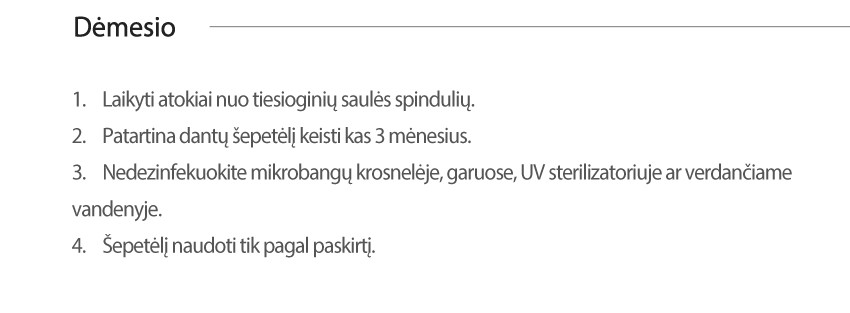 Dėmesio
1. Laikyti atokiai nuo tiesioginių saulės spindulių.
2. Patartina dantų šepetėlį keisti kas 3 mėnesius.
3. Nedezinfekuokite mikrobangų krosnelėje, garuose, UV sterilizatoriuje ar verdančiame
vandenyje.
4. Šepetėlį naudoti tik pagal paskirtį.